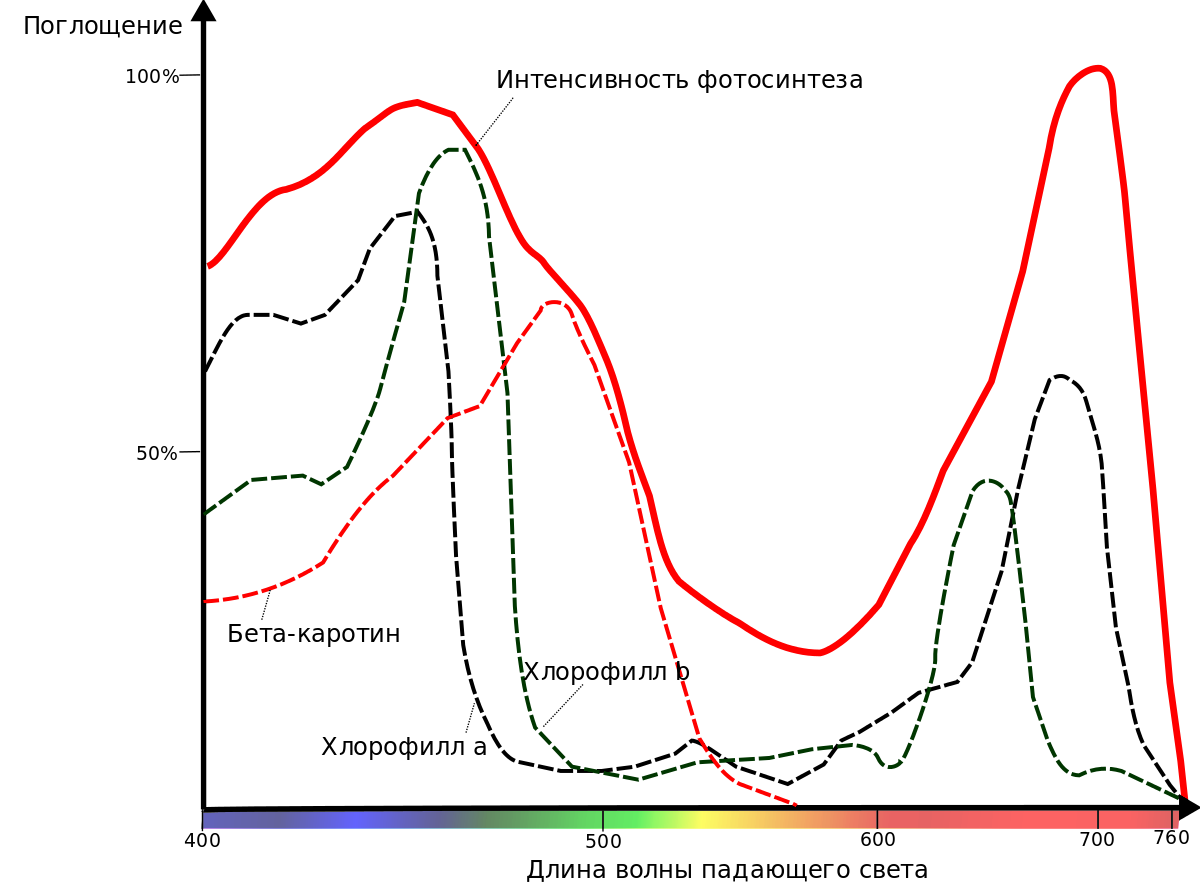 Поглощение
100%
Интенсивность фотосинтеза
50%
Бета-каротин
Хлорофилл b
Хлорофилл a
400 500 600 700 760
Длина волны падающего света